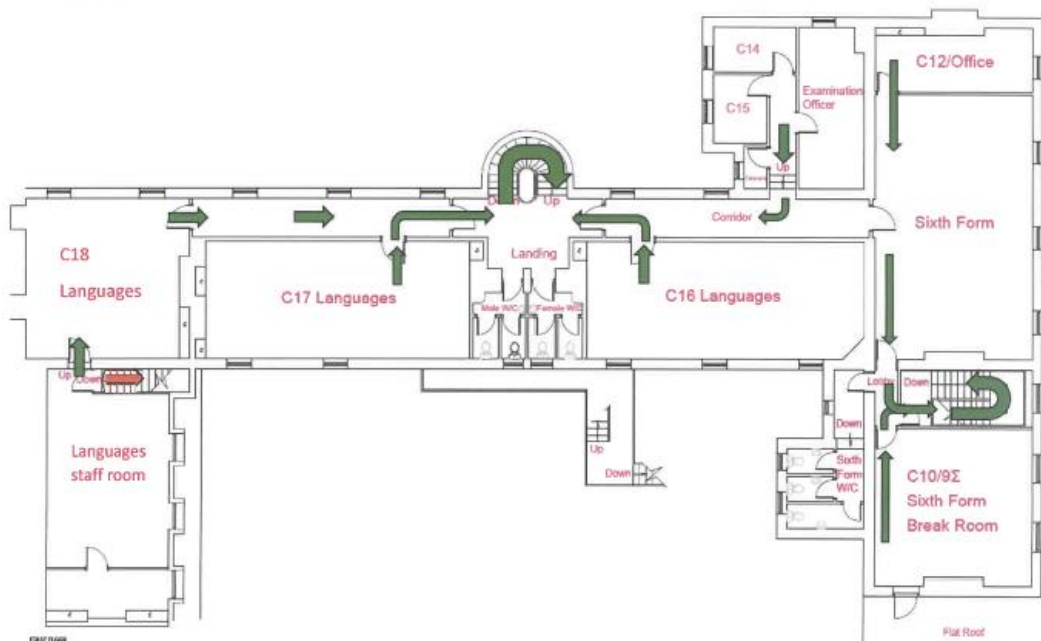 C14
C12/Office
C15
Examination
Officer
Up
Down
Up
Corridor
Sixth Form
C18
Languages
Landing
C17 Languages
C16 Languages
Male W/C
Female W/C
Up
Down
Lobby
Down
Languages
staff room
Up
Down
Down
Sixth
Form
W/C
C10/9Σ
Sixth Form
Break Room
Flat Roof